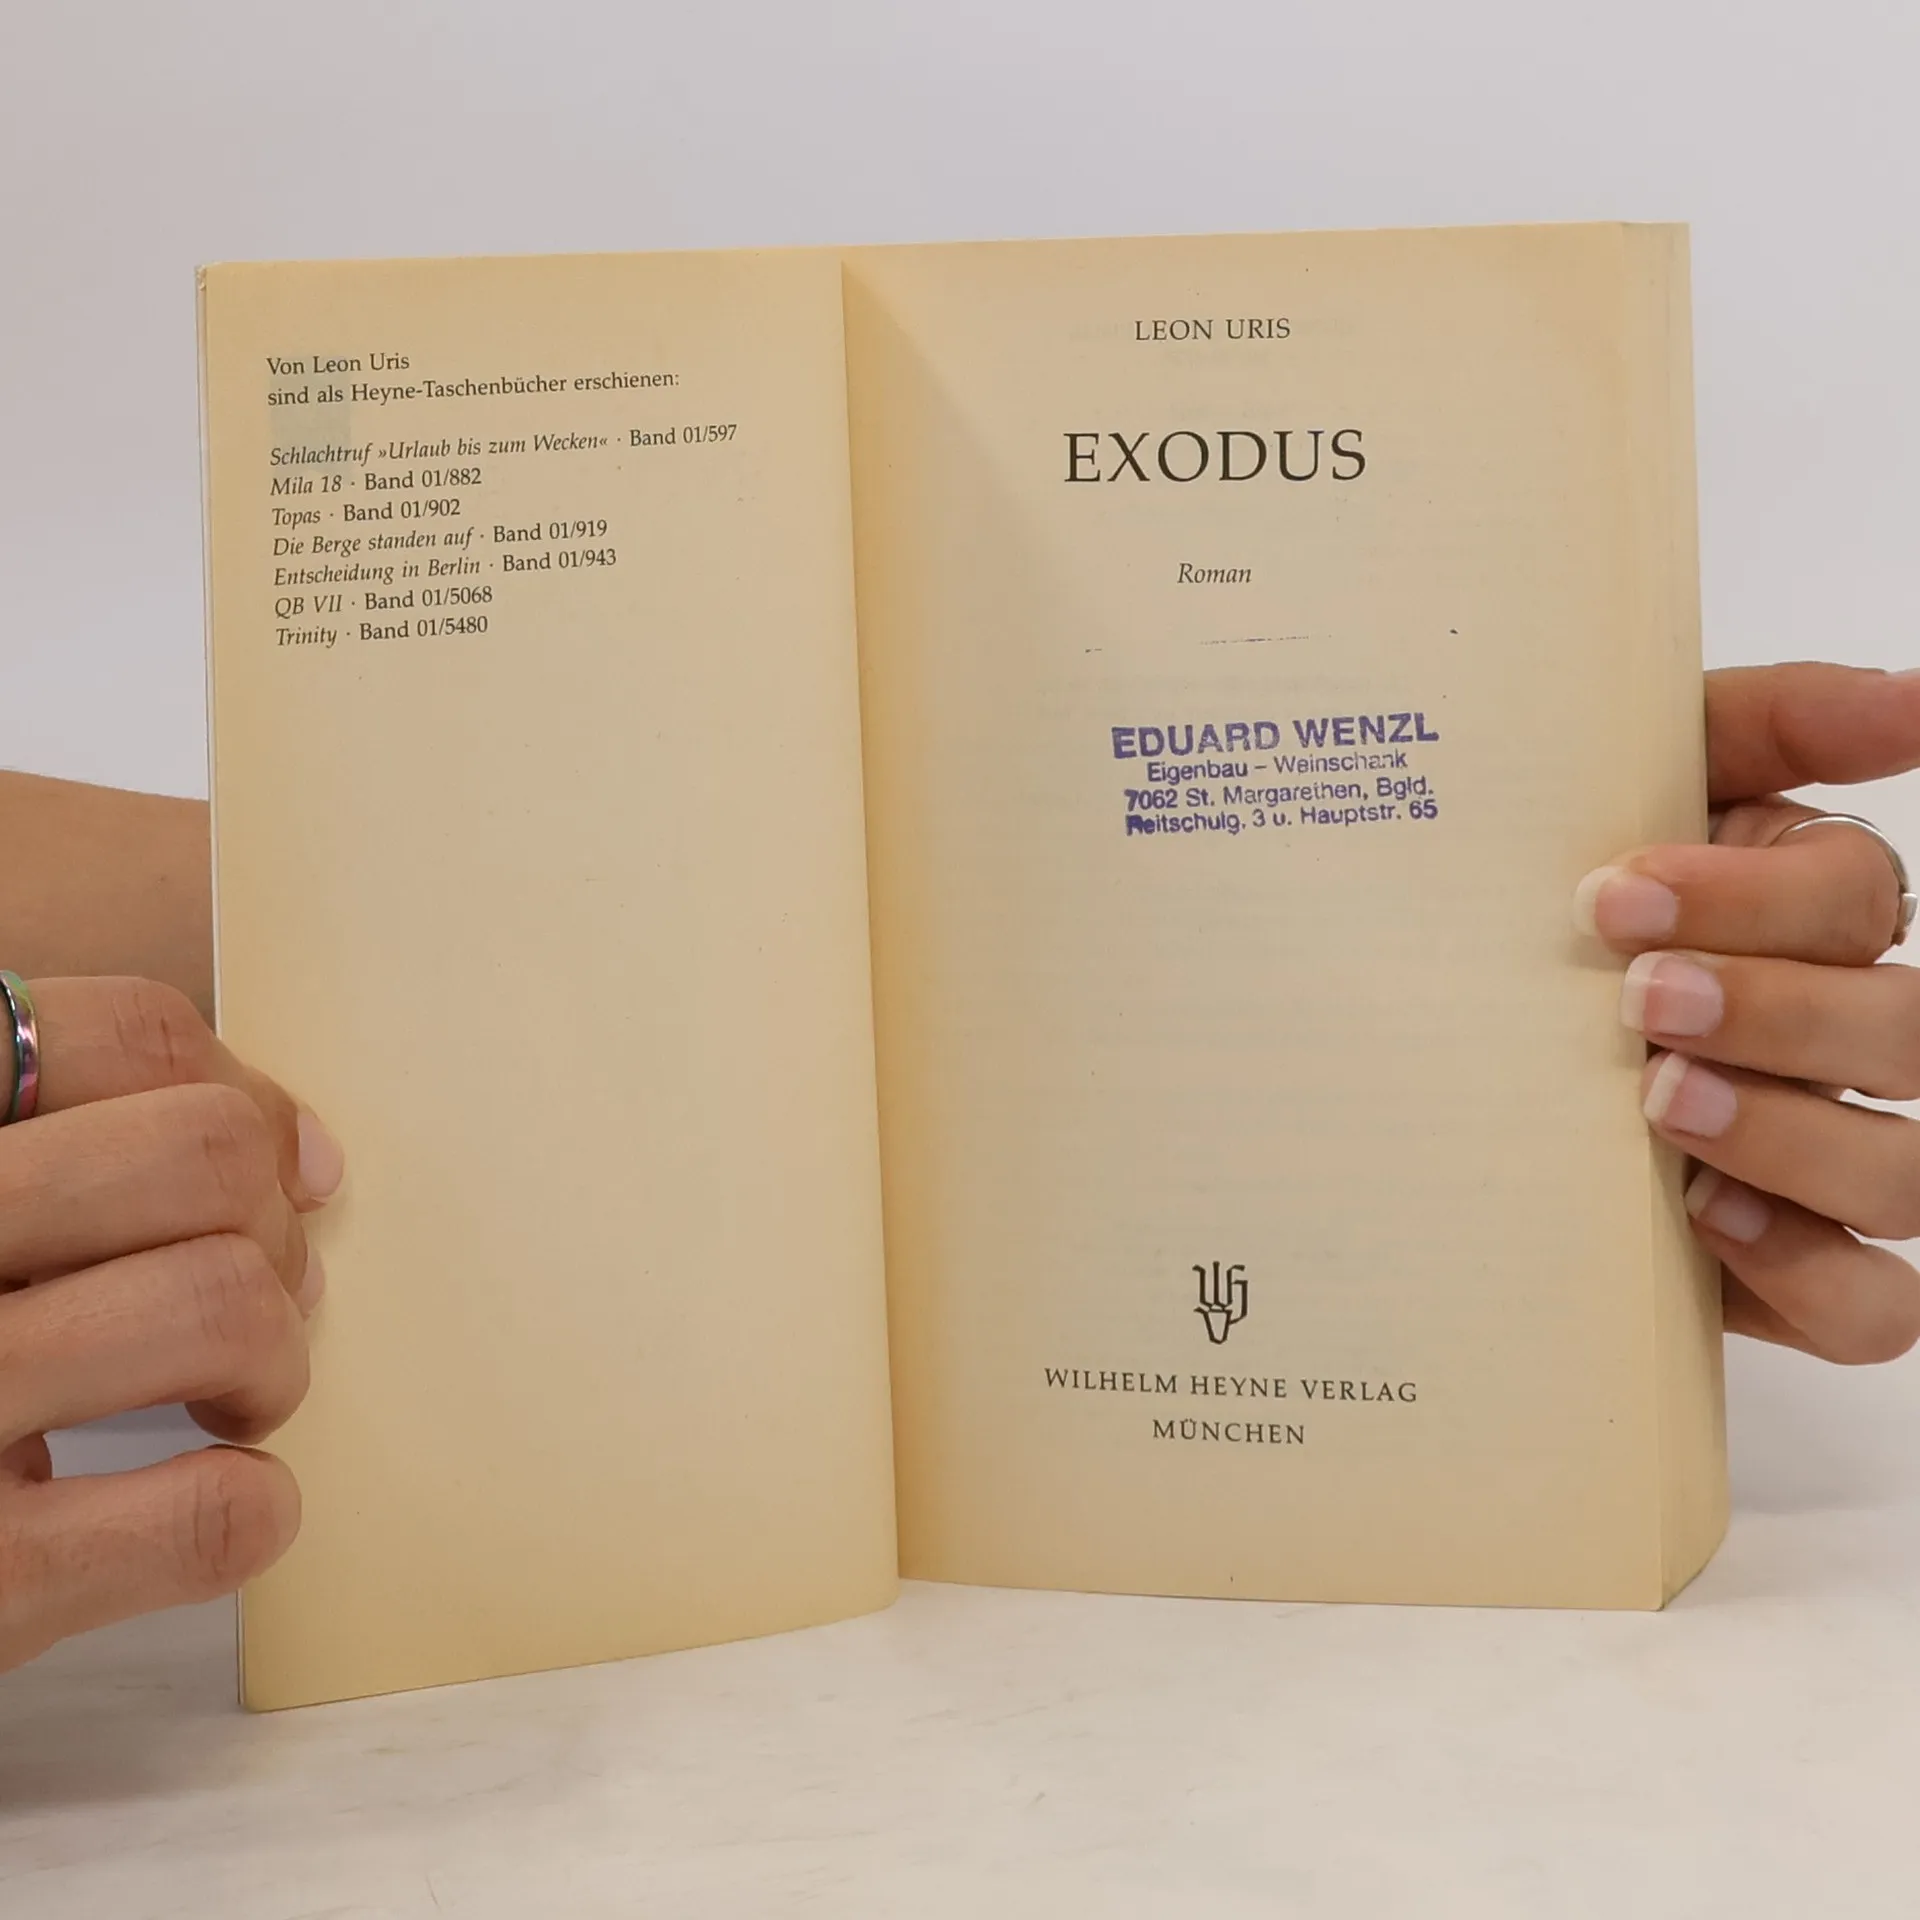 Von Leon Uris
sind als Heyne-Taschenbücher erschienen:
Schlachtruf »Urlaub bis zum Wecken« · Band 01/597
Mila 18 · Band 01/882
Topas · Band 01/902
Die Berge standen auf · Band 01/919
Entscheidung in Berlin · Band 01/943
QB VII · Band 01/5068
Trinity · Band 01/5480
LEON URIS
EXODUS
Roman
EDUARD WENZL
Eigenbau – Weinschank
7062 St. Margarethen, Bgld.
Reitschulg. 3 u. Hauptstr. 65
WILHELM HEYNE VERLAG
MÜNCHEN